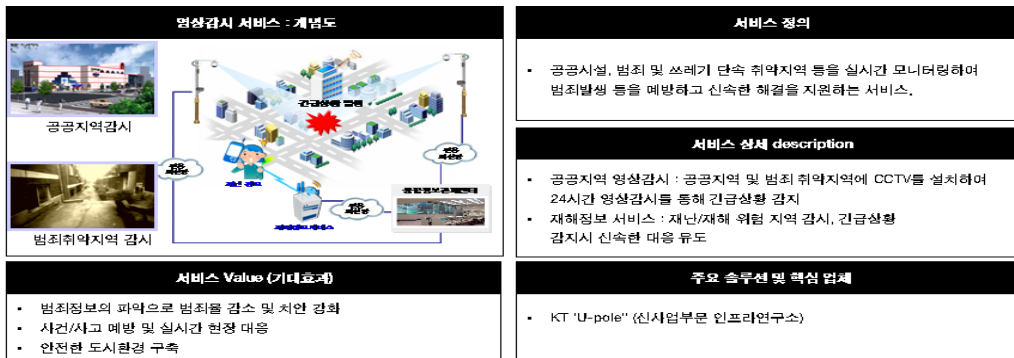 영상감시 서비스 : 개념도
공공지역감시
범죄취약지역 감시
긴급상황 발생
통합정보관제센터
서비스 정의
• 공공시설, 범죄 및 쓰레기 단속 취약지역 등을 실시간 모니터링하여
범죄발생 등을 예방하고 신속한 해결을 지원하는 서비스.
서비스 상세 description
• 공공지역 영상감시 : 공공지역 및 범죄 취약지역에 CCTV를 설치하여
24시간 영상감시를 통해 긴급상황 감지
• 재해정보 서비스 : 재난/재해 위험 지역 감시, 긴급상황
감지시 신속한 대응 유도
서비스 Value (기대효과)
• 범죄정보의 파악으로 범죄율 감소 및 치안 강화
• 사건/사고 예방 및 실시간 현장 대응
• 안전한 도시환경 구축
주요 솔루션 및 핵심 업체
• KT 'U-pole" (신사업부문 인프라연구소)